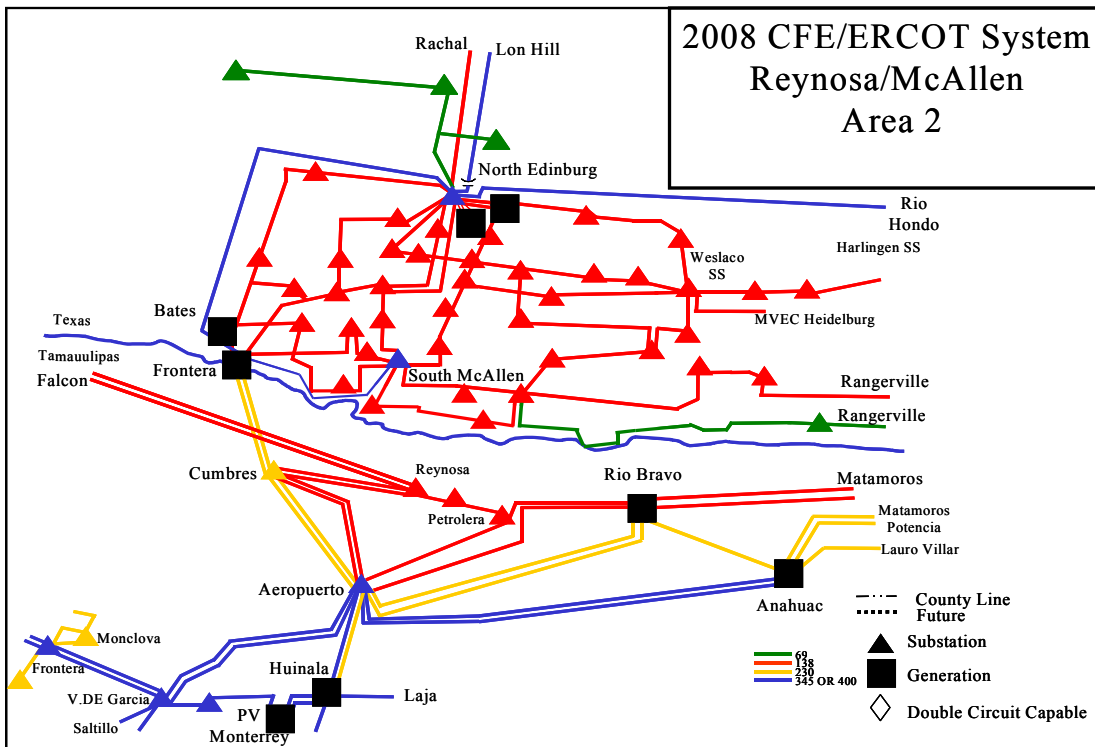 2008 CFE/ERCOT System
Reynosa/McAllen
Area 2
Rachal
Lon Hill
North Edinburg
Rio
Hondo
Harlingen SS
Weslaco
SS
MVEC Heidelburg
Bates
Texas
Tamauulipas
Falcon
Frontera
South McAllen
Rangerville
Rangerville
Cumbres
Reynosa
Rio Bravo
Petrolera
Matamoros
Matamoros
Potencia
Lauro Villar
Aeropuerto
Anahuac
Monclova
Frontera
Huinala
V.DE Garcia
Laja
PV
Saltillo
Monterrey
County Line
Future
Substation
69
138
230
345 OR 400
Generation
Double Circuit Capable